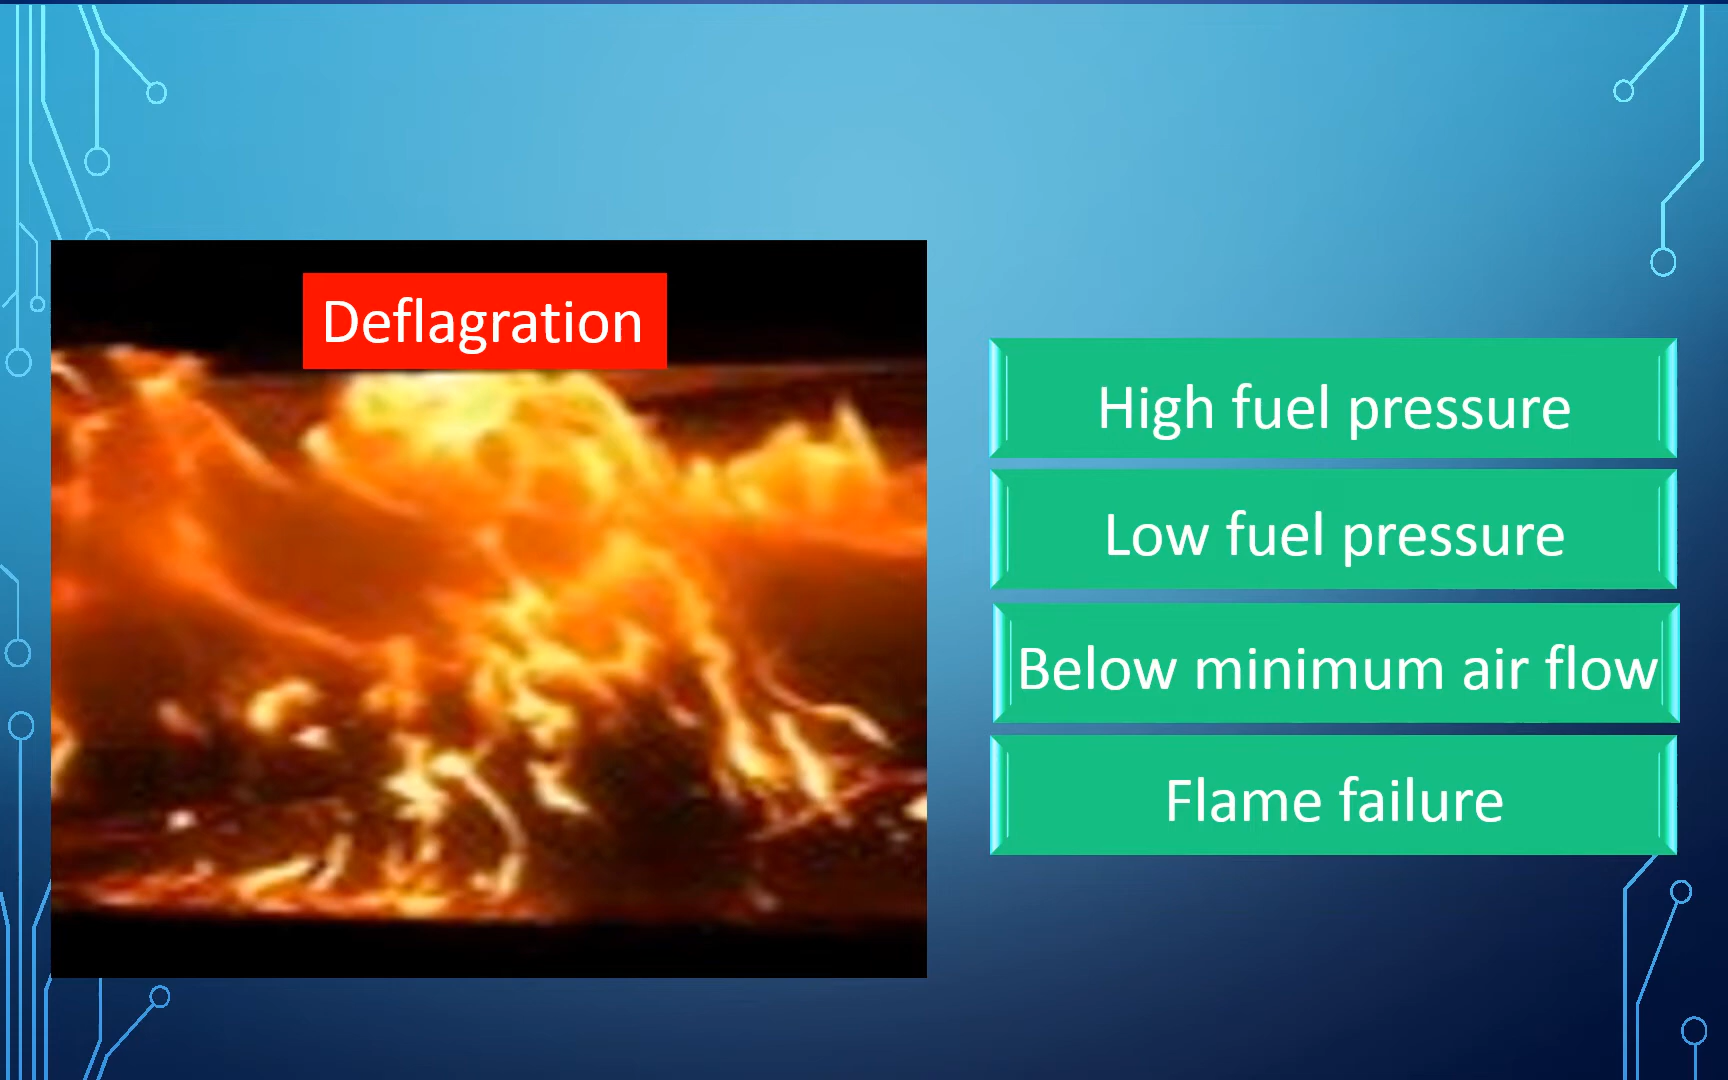 Deflagration
High fuel pressure
Low fuel pressure
Below minimum air flow
Flame failure